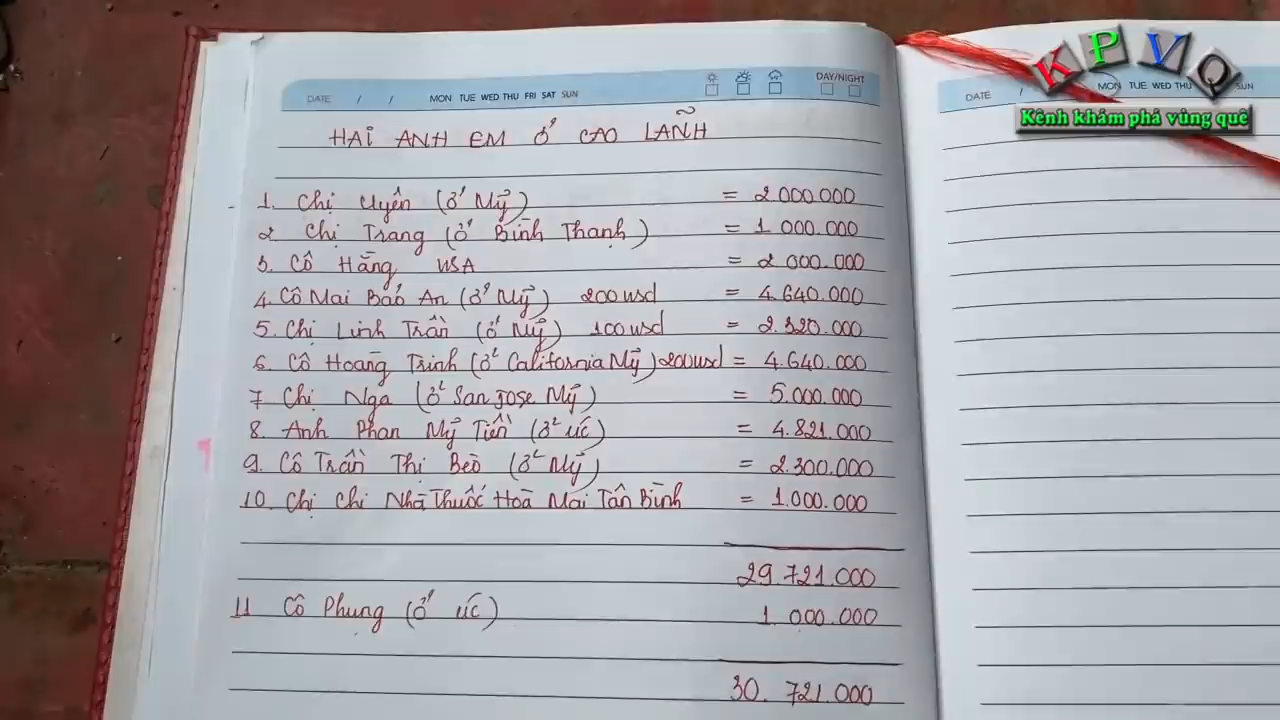 DATE / / MON TUE WED THU FRI SAT SUN DAY/NIGHT
HAI ANH EM Ở CAO LÃNH
1. Chị Uyên (ở Mỹ) = 2.000.000
2. Chị Trang (ở Bình Thạnh) = 1.000.000
3. Cô Hằng USA = 2.000.000
4. Cô Mai Bảo An (ở Mỹ) 200 usd = 4.640.000
5. Chị Linh Trần (ở Mỹ) 100 usd = 2.320.000
6. Cô Hoàng Trinh (ở California Mỹ) 200 usd = 4.640.000
7. Chị Nga (ở San Jose Mỹ) = 5.000.000
8. Anh Phan Mỹ Tiền (ở Úc) = 4.821.000
9. Cô Trần Thị Beò (ở Mỹ) = 2.300.000
10. Chị Chi Nhà Thuốc Hoà Mai Tân Bình = 1.000.000
29.721.000
11 Cô Phụng (ở Úc) 1.000.000
30.721.000
DATE / MON TUE WED THU SUN
KPVQ
Kênh khám phá vùng quê